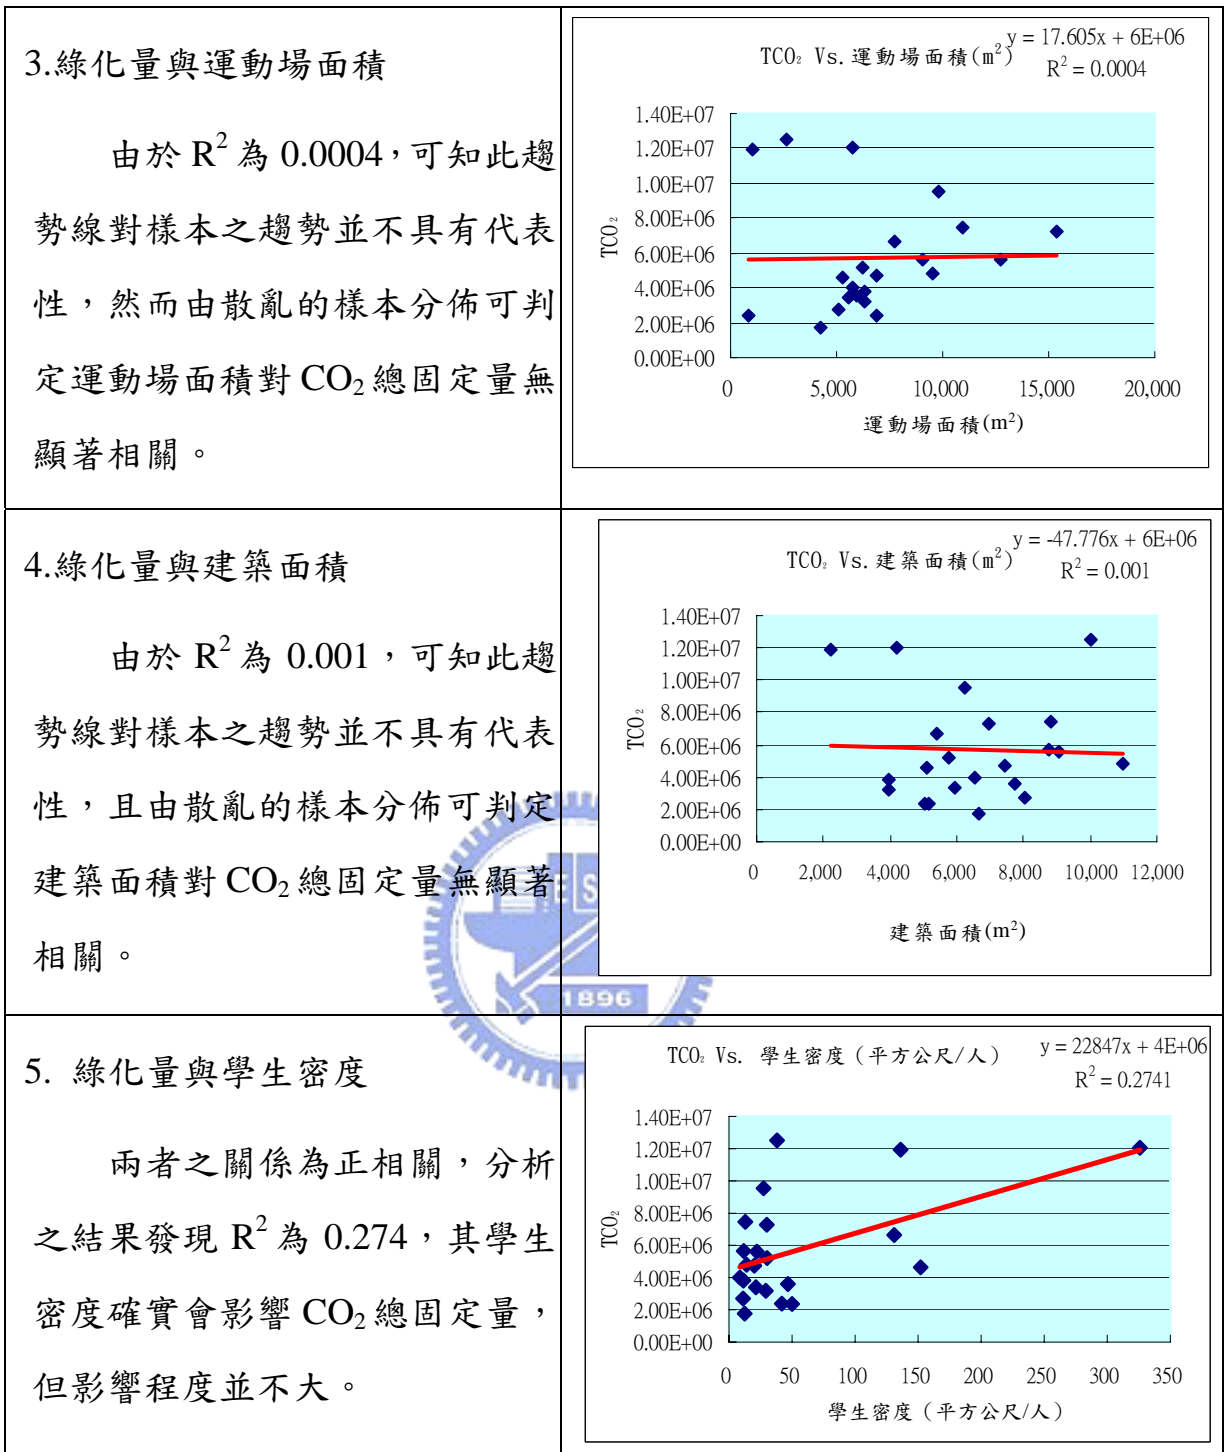 3.綠化量與運動場面積
由於 R² 為 0.0004，可知此趨
勢線對樣本之趨勢並不具有代表
性，然而由散亂的樣本分佈可判
定運動場面積對 CO₂ 總固定量無
顯著相關。
TCO₂ Vs.運動場面積(m²)
y = 17.605x + 6E+06
R² = 0.0004
1.40E+07
1.20E+07
1.00E+07
8.00E+06
6.00E+06
4.00E+06
2.00E+06
0.00E+00
TCO₂
0 5,000 10,000 15,000 20,000
運動場面積(m²)
4.綠化量與建築面積
由於 R² 為 0.001，可知此趨
勢線對樣本之趨勢並不具有代表
性，且由散亂的樣本分佈可判定
建築面積對 CO₂ 總固定量無顯著
相關。
TCO₂ Vs.建築面積(m²)
y = -47.776x + 6E+06
R² = 0.001
1.40E+07
1.20E+07
1.00E+07
8.00E+06
6.00E+06
4.00E+06
2.00E+06
0.00E+00
TCO₂
0 2,000 4,000 6,000 8,000 10,000 12,000
建築面積(m²)
1896
5. 綠化量與學生密度
兩者之關係為正相關，分析
之結果發現 R² 為 0.274，其學生
密度確實會影響 CO₂ 總固定量，
但影響程度並不大。
TCO₂ Vs. 學生密度（平方公尺/人）
y = 22847x + 4E+06
R² = 0.2741
1.40E+07
1.20E+07
1.00E+07
8.00E+06
6.00E+06
4.00E+06
2.00E+06
0.00E+00
TCO₂
0 50 100 150 200 250 300 350
學生密度（平方公尺/人）